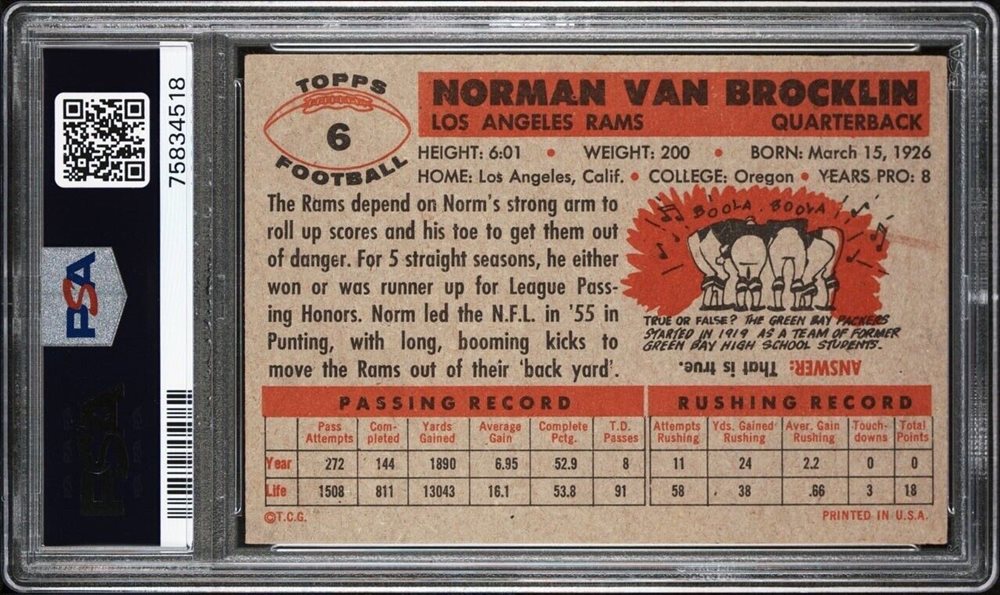 75834518
PSA
PSA
TOPPS
6
FOOTBALL
NORMAN VAN BROCKLIN
LOS ANGELES RAMS QUARTERBACK
HEIGHT: 6:01 • WEIGHT: 200 • BORN: March 15, 1926
HOME: Los Angeles, Calif. • COLLEGE: Oregon • YEARS PRO: 8
The Rams depend on Norm's strong arm to
roll up scores and his toe to get them out
of danger. For 5 straight seasons, he either
won or was runner up for League Pass-
ing Honors. Norm led the N.F.L. in '55 in
Punting, with long, booming kicks to
move the Rams out of their 'back yard'.
BOOLA, BOOLA
TRUE OR FALSE? THE GREEN BAY PACKERS
STARTED IN 1919 AS A TEAM OF FORMER
GREEN BAY HIGH SCHOOL STUDENTS.
ANSWER: That is true.
PASSING RECORD
Pass Attempts Com- pleted Yards Gained Average Gain Complete Pctg. T.D. Passes
Year 272 144 1890 6.95 52.9 8
Life 1508 811 13043 16.1 53.8 91
RUSHING RECORD
Attempts Rushing Yds. Gained Rushing Aver. Gain Rushing Touch- downs Total Points
11 24 2.2 0 0
58 38 .66 3 18
©T.C.G. PRINTED IN U.S.A.